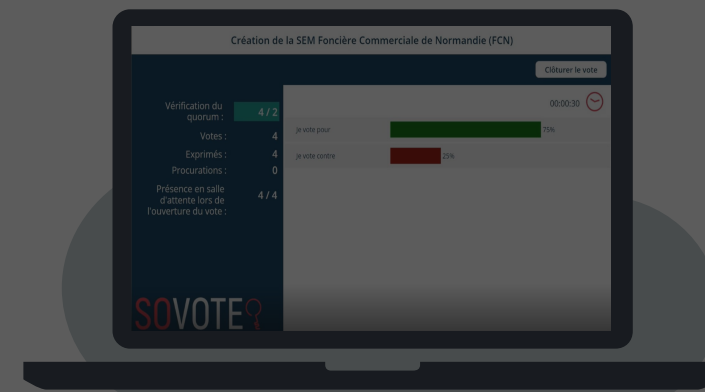 Création de la SEM Foncière Commerciale de Normandie (FCN)
Clôturer le vote
00:00:30
Vérification du
quorum :
4 / 2
Votes :
4
Exprimés :
4
Procurations :
0
Présence en salle
d'attente lors de
l'ouverture du vote :
4 / 4
Je vote pour
75%
Je vote contre
25%
SOVOTE